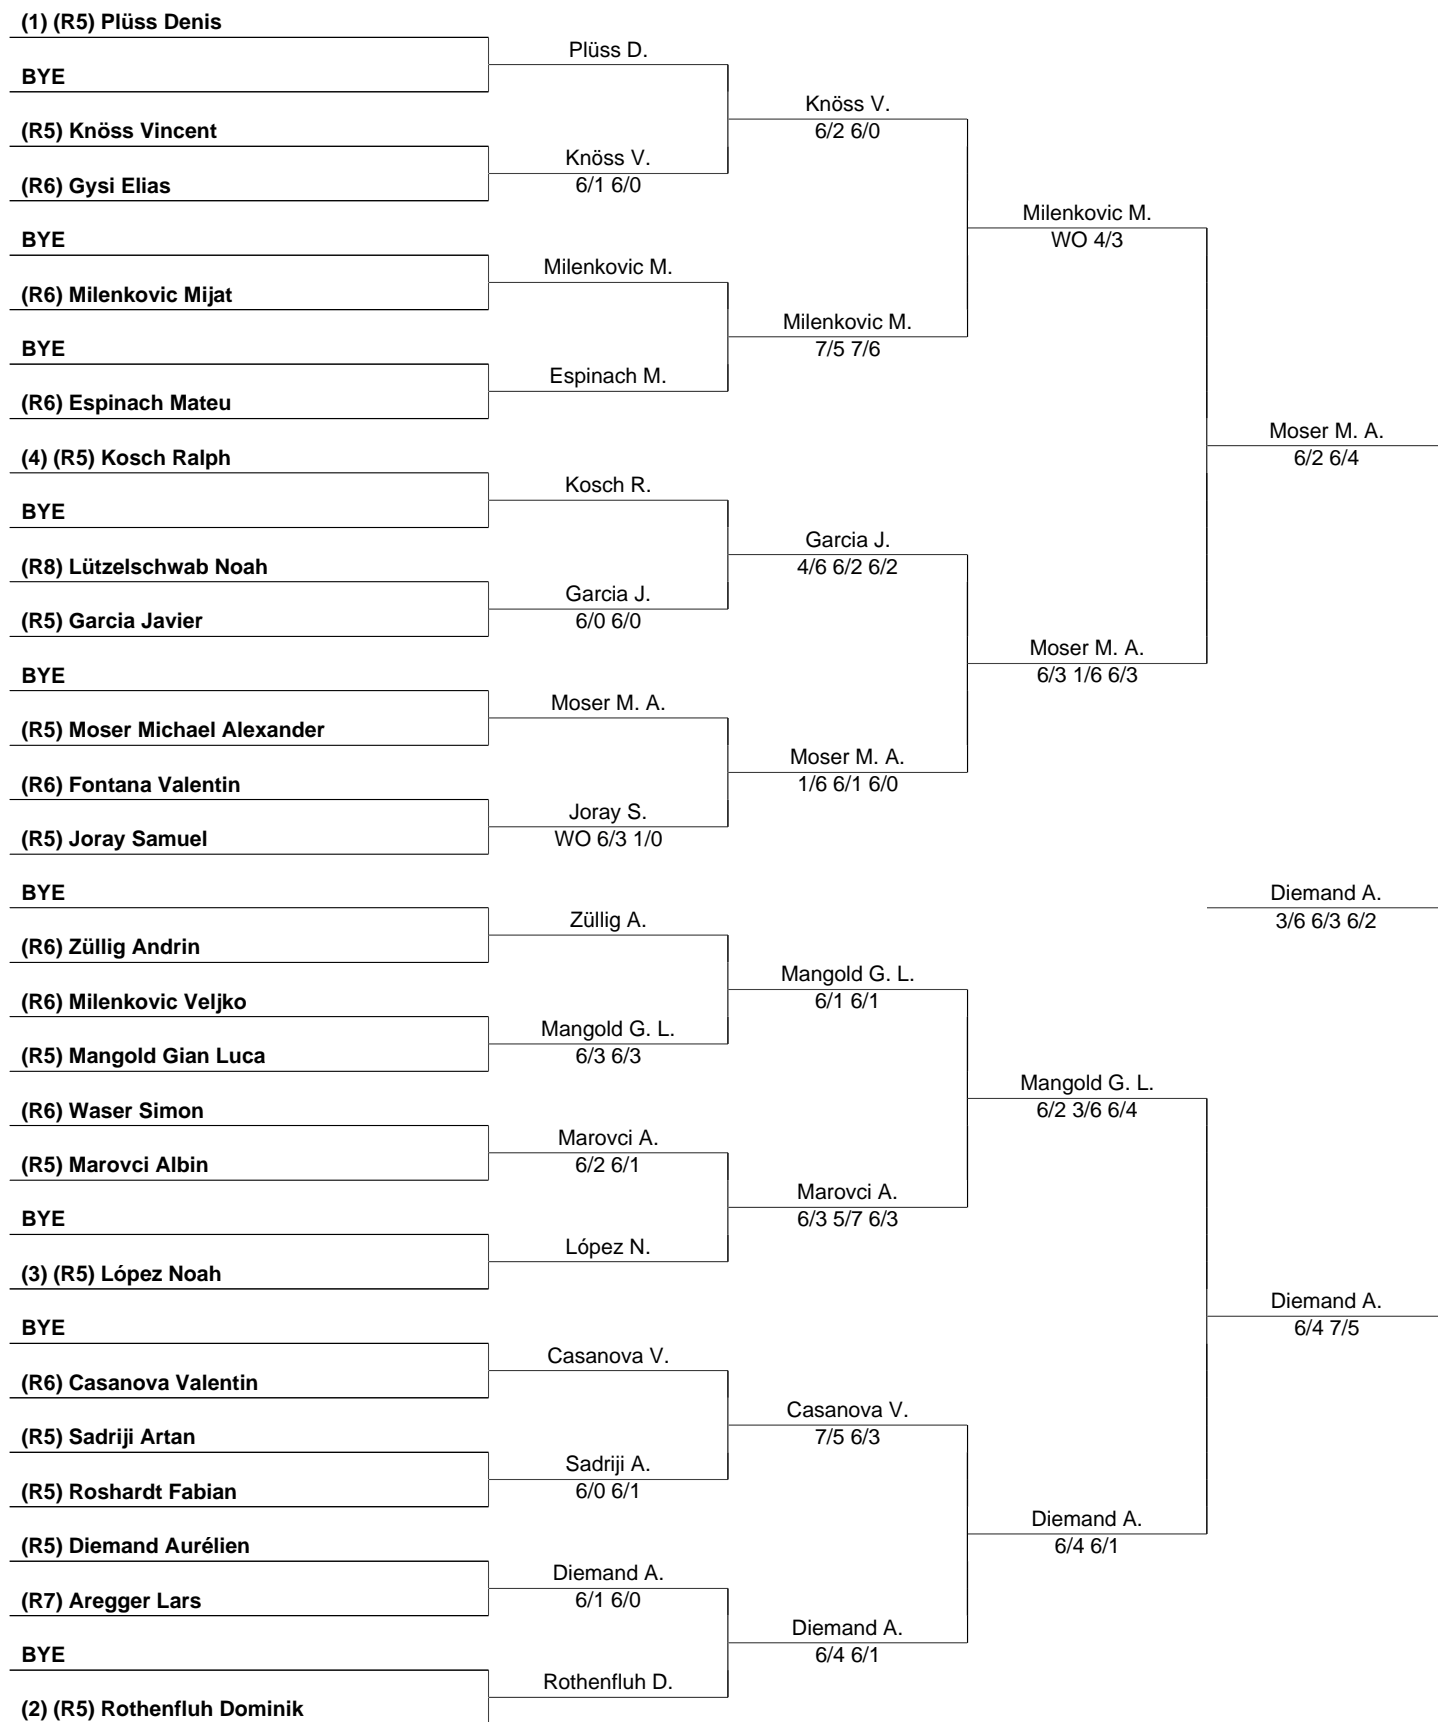 (1) (R5) Plüss Denis
Plüss D.
BYE
Knöss V.
6/2 6/0
(R5) Knöss Vincent
Knöss V.
6/1 6/0
(R6) Gysi Elias
Milenkovic M.
WO 4/3
BYE
Milenkovic M.
(R6) Milenkovic Mijat
Milenkovic M.
7/5 7/6
BYE
Espinach M.
(R6) Espinach Mateu
Moser M. A.
6/2 6/4
(4) (R5) Kosch Ralph
Kosch R.
BYE
Garcia J.
4/6 6/2 6/2
(R8) Lützelschwab Noah
Garcia J.
6/0 6/0
(R5) Garcia Javier
Moser M. A.
6/3 1/6 6/3
BYE
Moser M. A.
(R5) Moser Michael Alexander
Moser M. A.
1/6 6/1 6/0
(R6) Fontana Valentin
Joray S.
WO 6/3 1/0
(R5) Joray Samuel
BYE
Diemand A.
3/6 6/3 6/2
Züllig A.
(R6) Züllig Andrin
Mangold G. L.
6/1 6/1
(R6) Milenkovic Veljko
Mangold G. L.
6/3 6/3
(R5) Mangold Gian Luca
Mangold G. L.
6/2 3/6 6/4
(R6) Waser Simon
Marovci A.
6/2 6/1
(R5) Marovci Albin
Marovci A.
6/3 5/7 6/3
BYE
López N.
(3) (R5) López Noah
Diemand A.
6/4 7/5
BYE
Casanova V.
(R6) Casanova Valentin
Casanova V.
7/5 6/3
(R5) Sadriji Artan
Sadriji A.
6/0 6/1
(R5) Roshardt Fabian
Diemand A.
6/4 6/1
(R5) Diemand Aurélien
Diemand A.
6/1 6/0
(R7) Aregger Lars
Diemand A.
6/4 6/1
BYE
Rothenfluh D.
(2) (R5) Rothenfluh Dominik